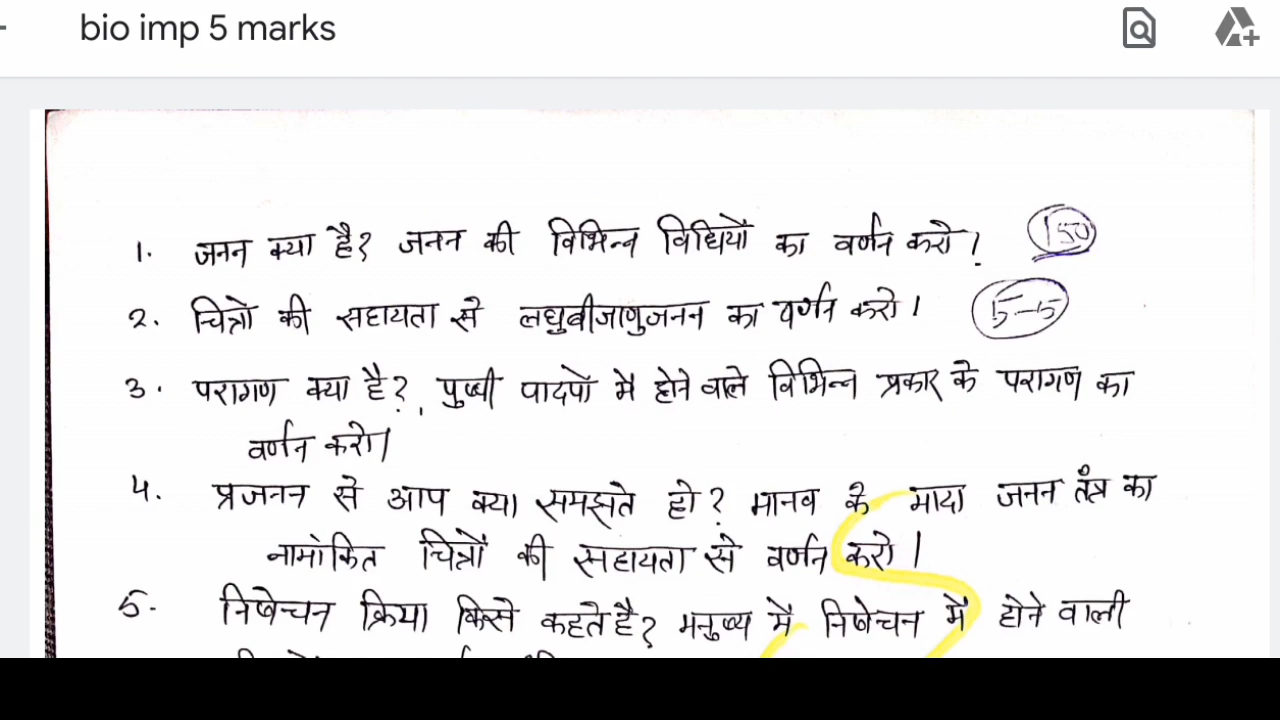 bio imp 5 marks
1. जनन क्या है? जनन की विभिन्न विधियों का वर्णन करो? 150
2. चित्रों की सहायता से लघुबीजाणुजनन का वर्णन करो। 5-5
3. परागण क्या है? पुष्पी पादपों में होने वाले विभिन्न प्रकार के परागण का
वर्णन करो।
4. प्रजनन से आप क्या समझते हो? मानव के मादा जनन तंत्र का
नामांकित चित्रों की सहायता से वर्णन करो।
5. निषेचन क्रिया किसे कहते है? मनुष्य में निषेचन में होने वाली